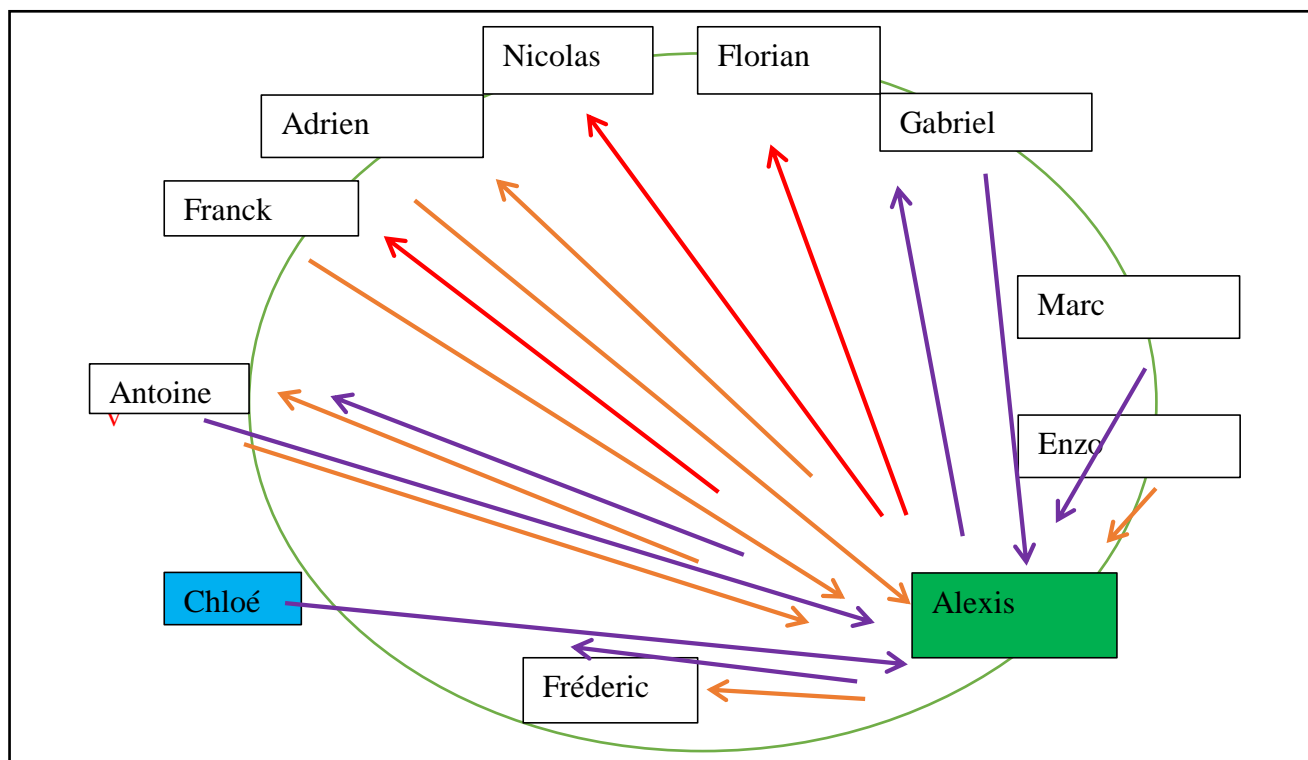 Nicolas
Florian
Adrien
Gabriel
Franck
Marc
Antoine
Enzo
Chloé
Alexis
Fréderic